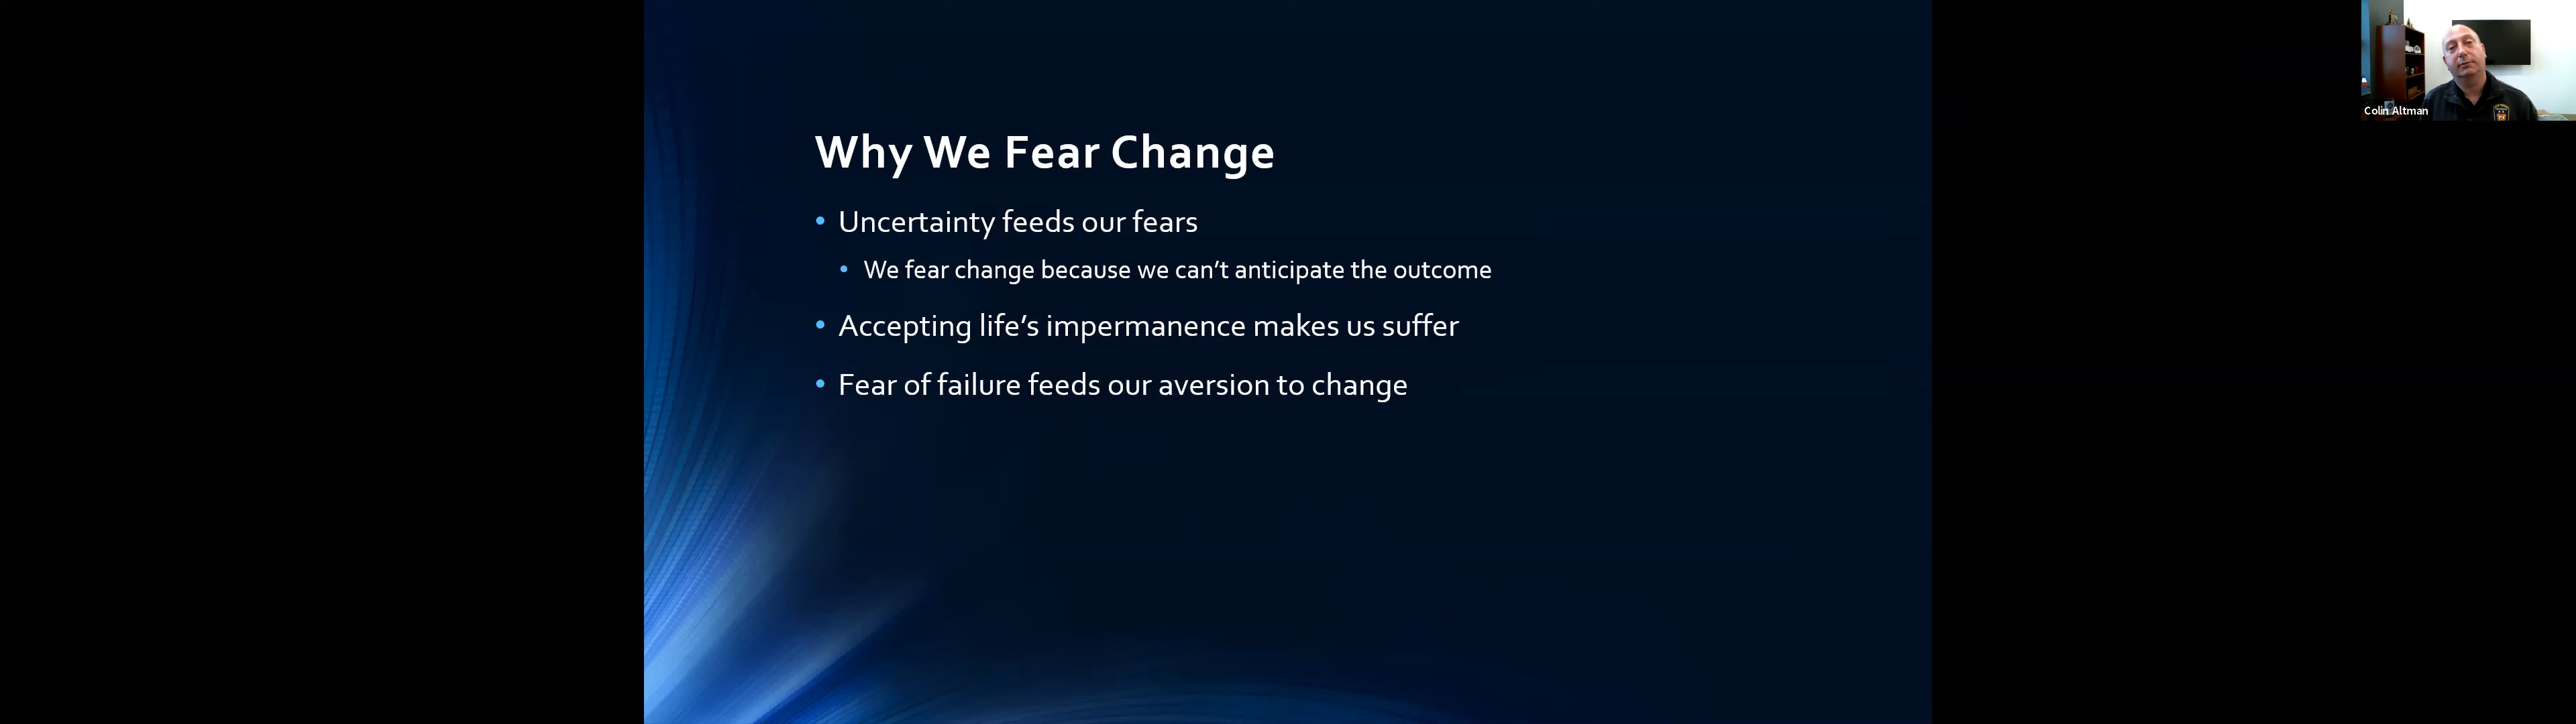 Why We Fear Change
• Uncertainty feeds our fears
• We fear change because we can’t anticipate the outcome
• Accepting life’s impermanence makes us suffer
• Fear of failure feeds our aversion to change
Colin Altman